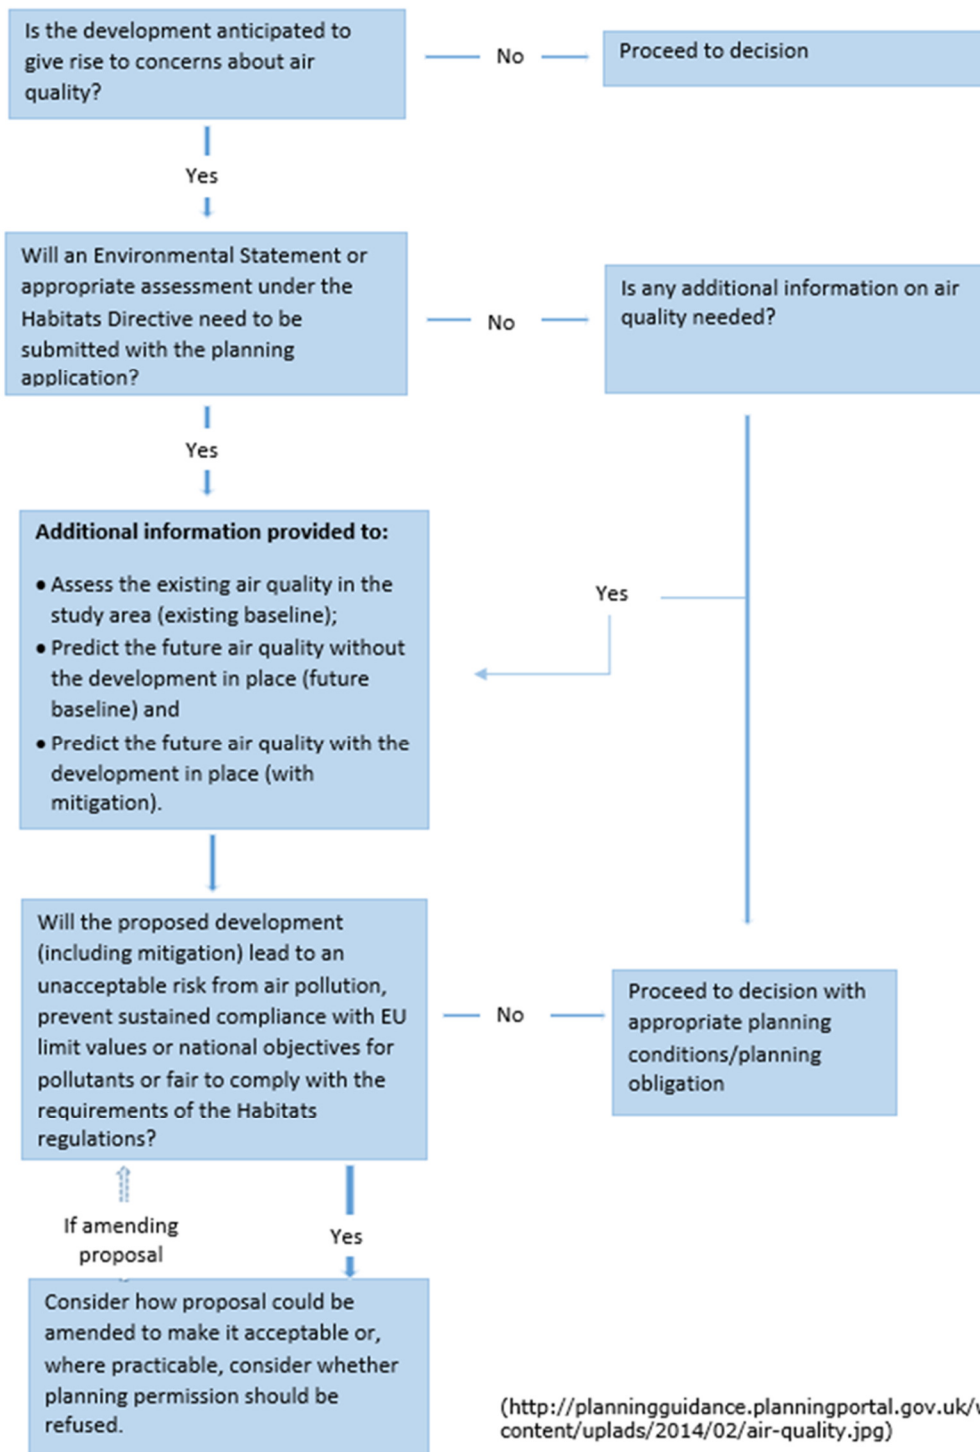 Is the development anticipated to
give rise to concerns about air
quality?
No
Proceed to decision
Yes
Will an Environmental Statement or
appropriate assessment under the
Habitats Directive need to be
submitted with the planning
application?
No
Is any additional information on air
quality needed?
Yes
Additional information provided to:
• Assess the existing air quality in the
study area (existing baseline);
• Predict the future air quality without
the development in place (future
baseline) and
• Predict the future air quality with the
development in place (with
mitigation).
Yes
Will the proposed development
(including mitigation) lead to an
unacceptable risk from air pollution,
prevent sustained compliance with EU
limit values or national objectives for
pollutants or fair to comply with the
requirements of the Habitats
regulations?
No
Proceed to decision with
appropriate planning
conditions/planning
obligation
If amending
proposal
Yes
Consider how proposal could be
amended to make it acceptable or,
where practicable, consider whether
planning permission should be
refused.
(http://planningguidance.planningportal.gov.uk/
content/uplads/2014/02/air-quality.jpg)